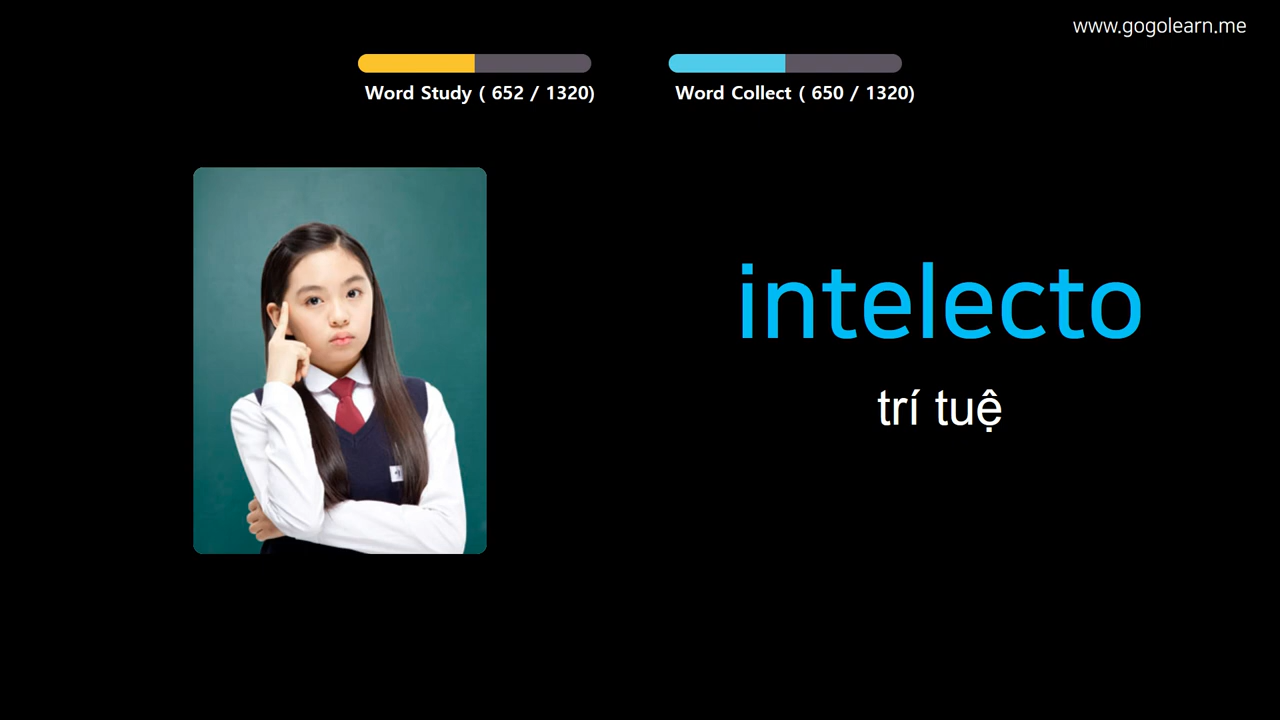 www.gogolearn.me
Word Study ( 652 / 1320)
Word Collect ( 650 / 1320)
intelecto
trí tuệ